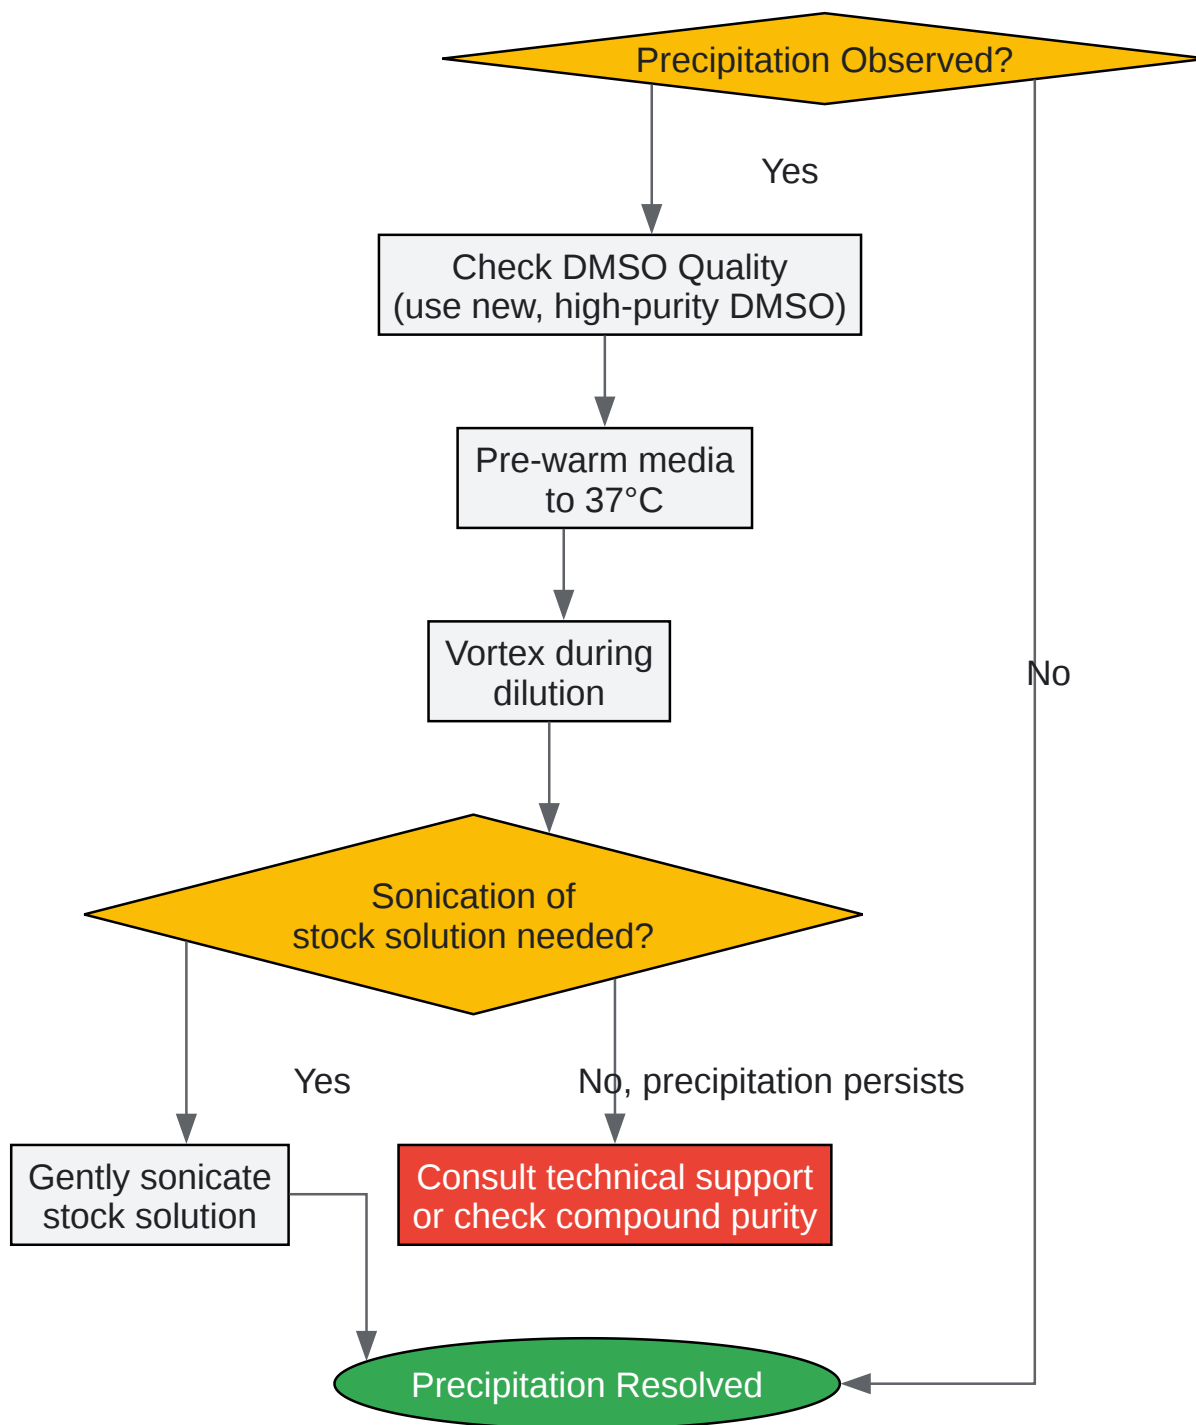 Precipitation Observed?
Yes
Check DMSO Quality
(use new, high-purity DMSO)
Pre-warm media
to 37°C
Vortex during
dilution
No
Sonication of
stock solution needed?
Yes
No, precipitation persists
Gently sonicate
stock solution
Consult technical support
or check compound purity
Precipitation Resolved